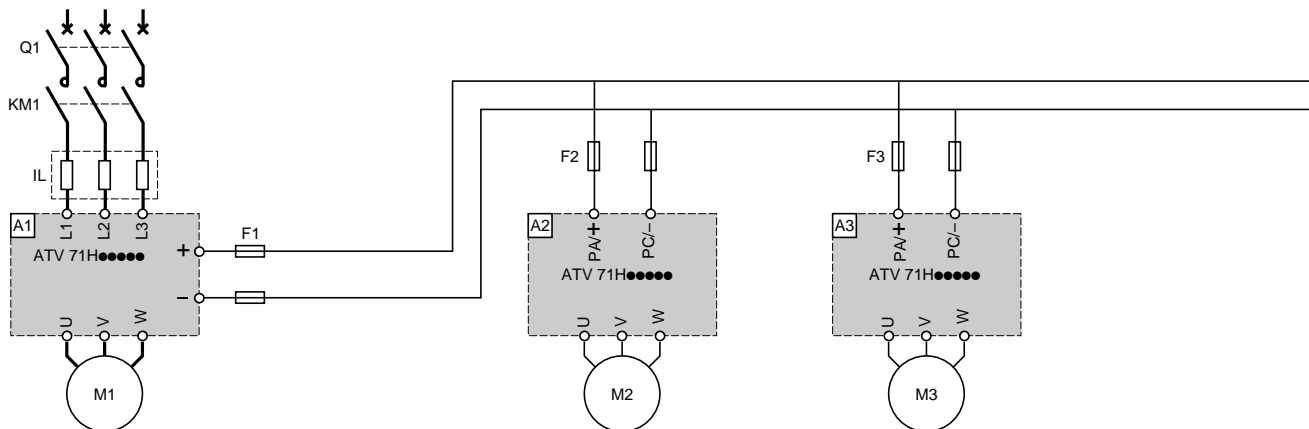 Q1
KM1
IL
A1
L1
L2
L3
ATV 71H●●●●●
+
–
F1
U
V
W
M1
F2
A2
PA/+
PC/–
ATV 71H●●●●●
U
V
W
M2
F3
A3
PA/+
PC/–
ATV 71H●●●●●
U
V
W
M3